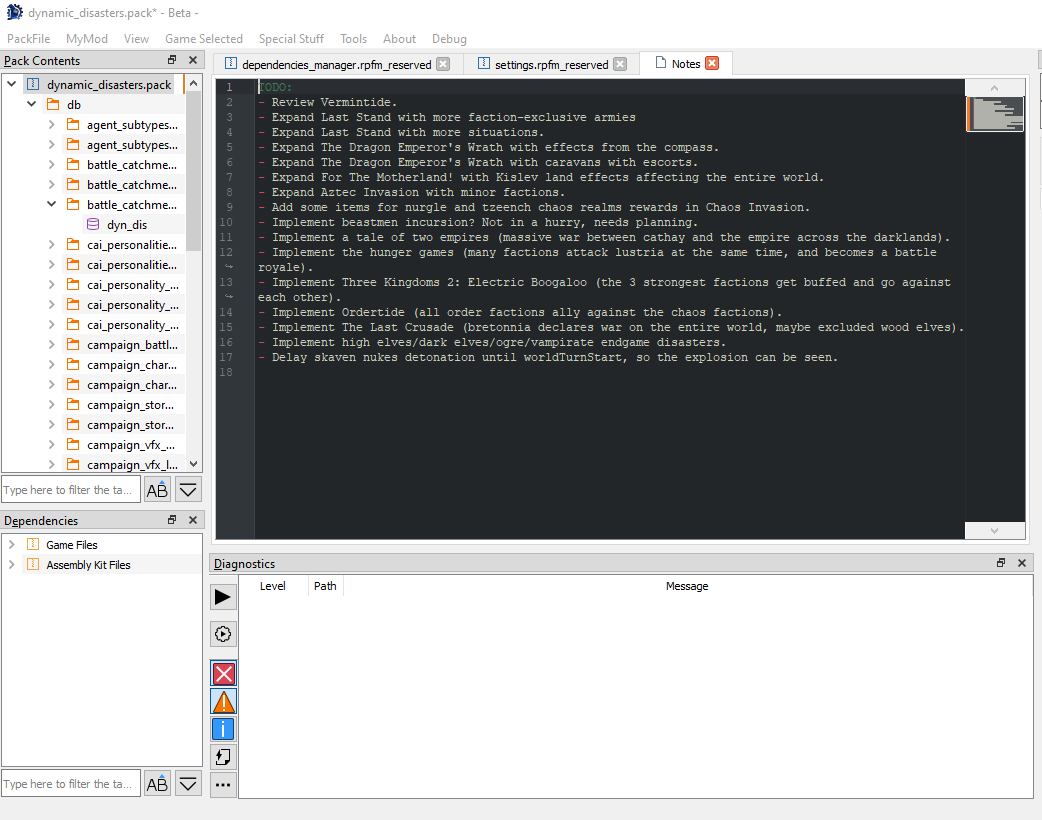 dynamic_disasters.pack* - Beta -
PackFile MyMod View Game Selected Special Stuff Tools About Debug
Pack Contents
dynamic_disasters.pack
db
agent_subtypes...
agent_subtypes...
battle_catchme...
battle_catchme...
battle_catchme...
dyn_dis
cai_personalitie...
cai_personalitie...
cai_personality_...
cai_personality_...
cai_personality_...
campaign_battl...
campaign_char...
campaign_char...
campaign_stor...
campaign_stor...
campaign_vfx_...
campaign_vfx_l...
Type here to filter the ta...
AB
Dependencies
Game Files
Assembly Kit Files
Type here to filter the ta...
AB
dependencies_manager.rpfm_reserved settings.rpfm_reserved Notes
1 TODO:
2 - Review Vermintide.
3 - Expand Last Stand with more faction-exclusive armies
4 - Expand Last Stand with more situations.
5 - Expand The Dragon Emperor's Wrath with effects from the compass.
6 - Expand The Dragon Emperor's Wrath with caravans with escorts.
7 - Expand For The Motherland! with Kislev land effects affecting the entire world.
8 - Expand Aztec Invasion with minor factions.
9 - Add some items for nurgle and tzeench chaos realms rewards in Chaos Invasion.
10 - Implement beastmen incursion? Not in a hurry, needs planning.
11 - Implement a tale of two empires (massive war between cathay and the empire across the darklands).
12 - Implement the hunger games (many factions attack lustria at the same time, and becomes a battle
royale).
13 - Implement Three Kingdoms 2: Electric Boogaloo (the 3 strongest factions get buffed and go against
each other).
14 - Implement Ordertide (all order factions ally against the chaos factions).
15 - Implement The Last Crusade (bretonnia declares war on the entire world, maybe excluded wood elves).
16 - Implement high elves/dark elves/ogre/vampirate endgame disasters.
17 - Delay skaven nukes detonation until worldTurnStart, so the explosion can be seen.
18
Diagnostics
Level Path Message